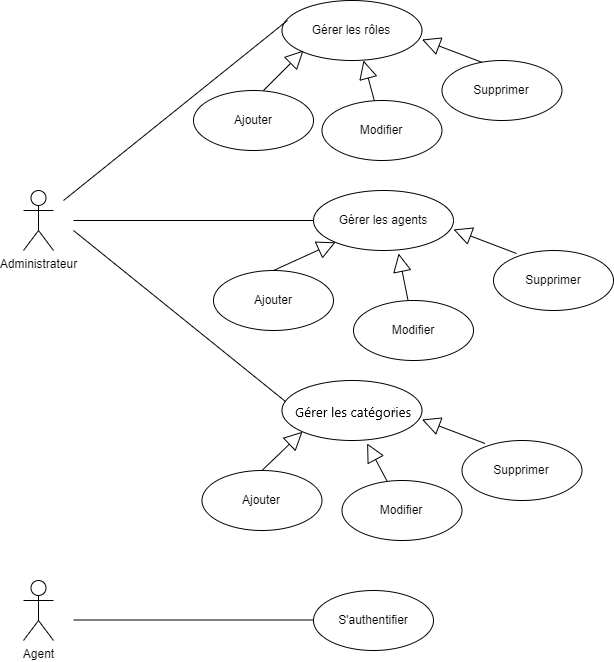 Gérer les rôles
Supprimer
Ajouter
Modifier
Gérer les agents
Administrateur
Supprimer
Ajouter
Modifier
Gérer les catégories
Supprimer
Ajouter
Modifier
S'authentifier
Agent